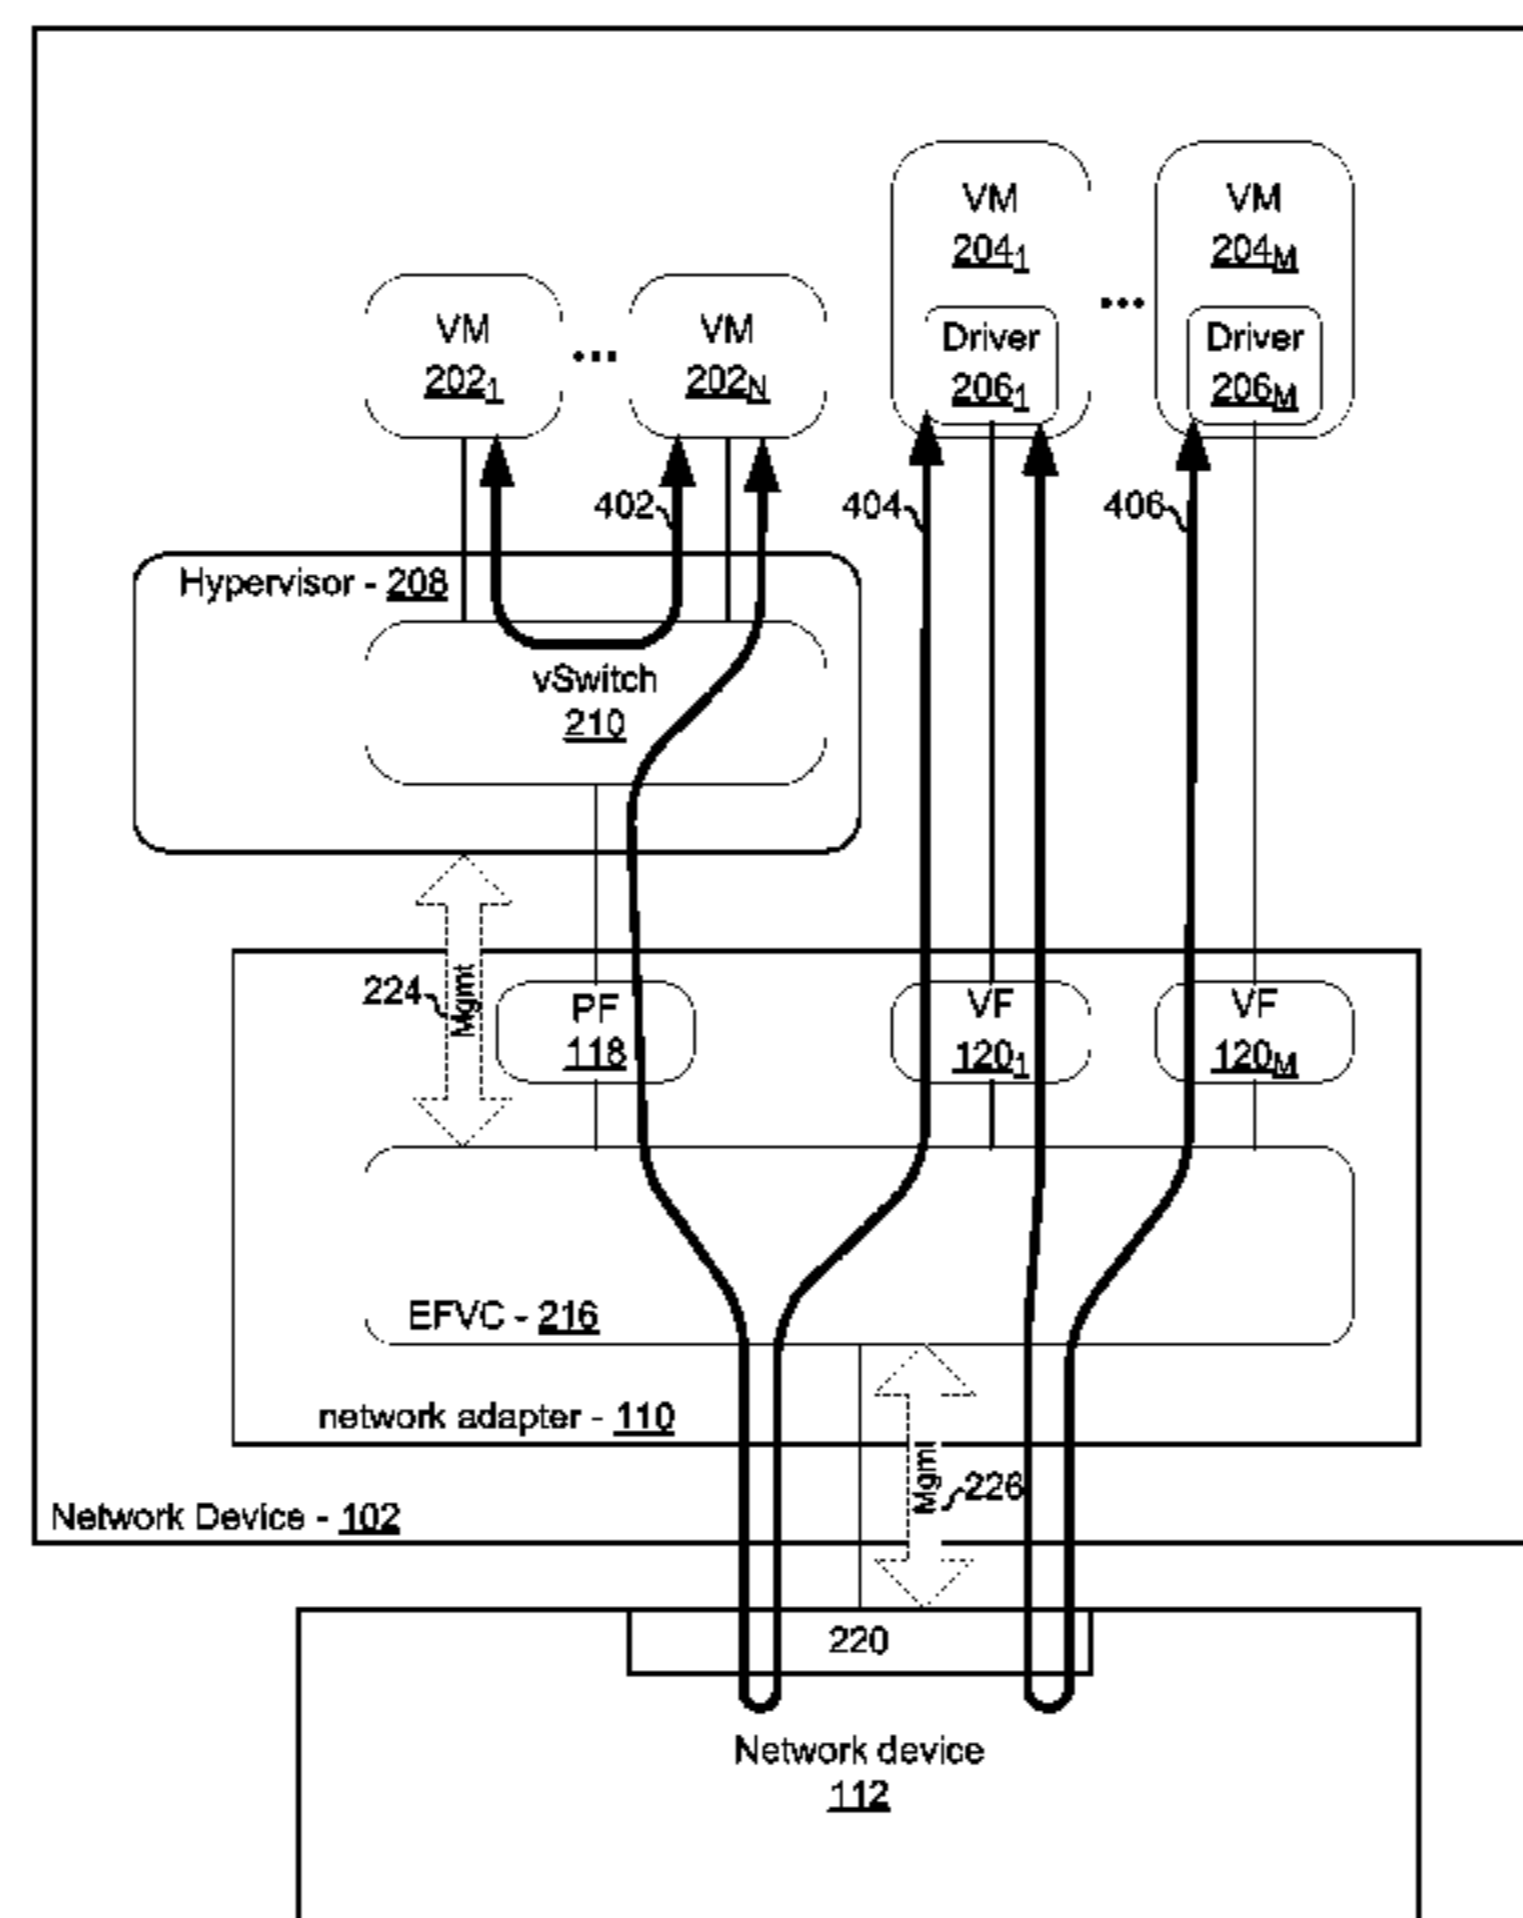 VM
204₁
VM
204M
VM
202₁
...
VM
202N
...
Driver
206₁
Driver
206M
402
404
406
Hypervisor - 208
vSwitch
210
224
Mgmt
PF
118
VF
120₁
VF
120M
EFVC - 216
network adapter - 110
Mgmt
226
Network Device - 102
220
Network device
112